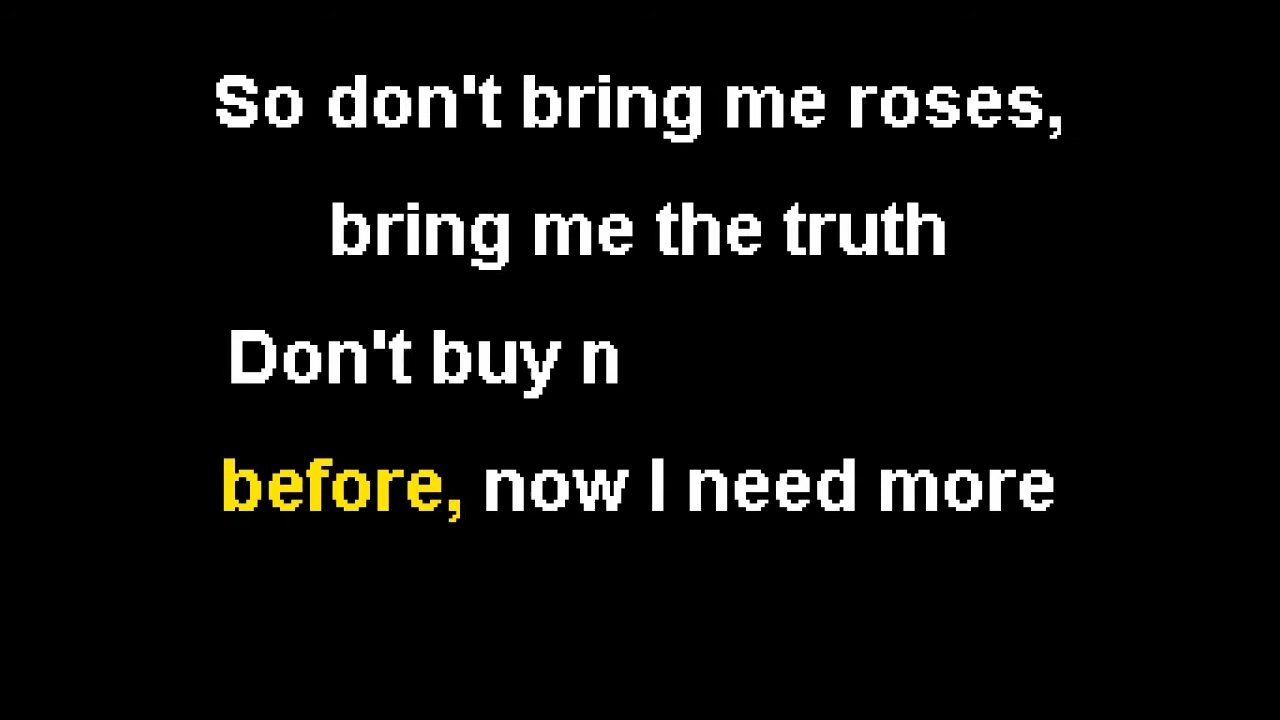 So don't bring me roses,
bring me the truth
Don't buy n
before, now I need more